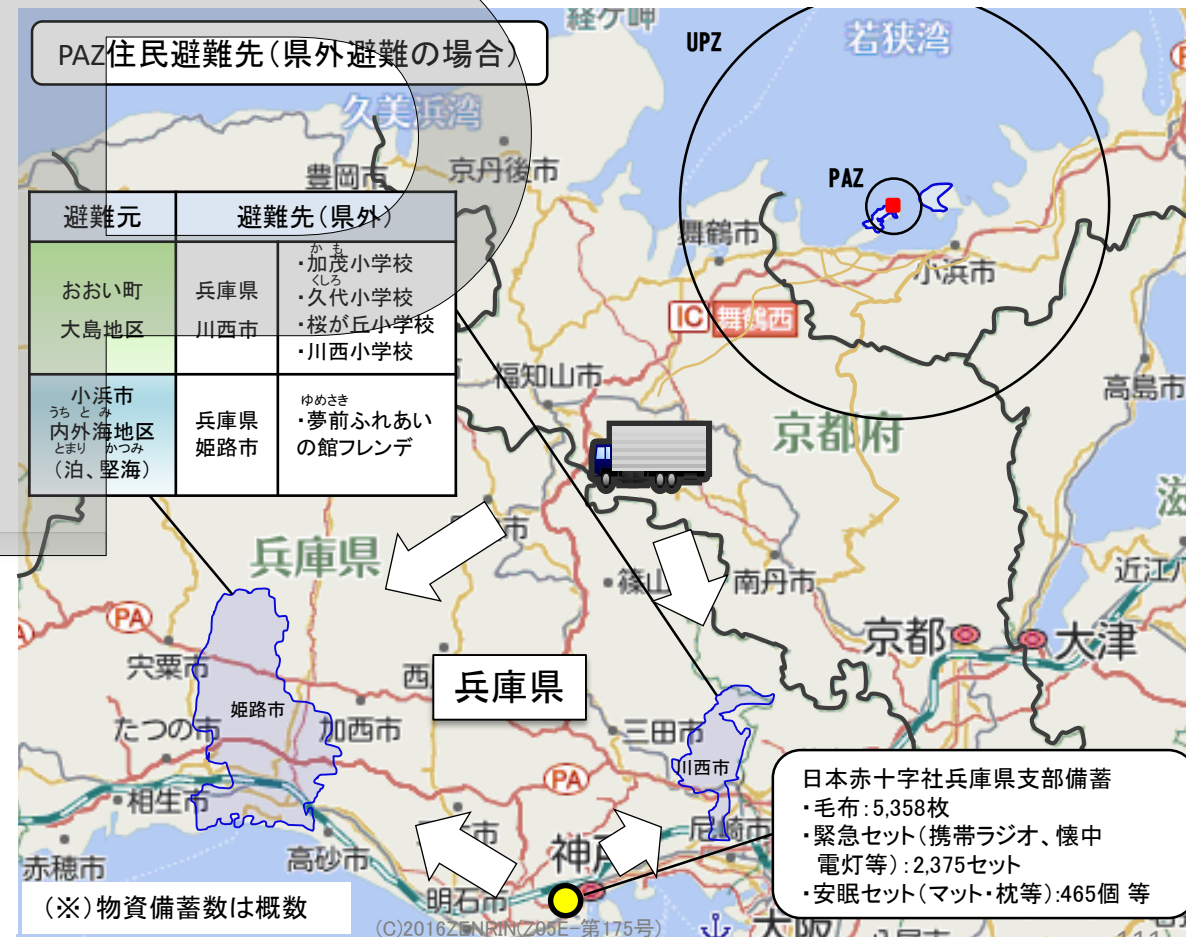 経ケ岬
PAZ住民避難先(県外避難の場合)
UPZ
若狭湾
久美浜湾
豊岡市
京丹後市
PAZ
舞鶴市
小浜市
IC 舞鶴西
避難元
避難先(県外)
おおい町
大島地区
兵庫県
川西市
かも
・加茂小学校
くしろ
・久代小学校
・桜が丘小学校
・川西小学校
小浜市
うちとみ
内外海地区
とまり かつみ
(泊、堅海)
兵庫県
姫路市
ゆめさき
・夢前ふれあい
の館フレンデ
福知山市
高島市
京都府
兵庫県
篠山
南丹市
近江八
京都
大津
PA
宍粟市
西
兵庫県
姫路市
たつの市
加西市
三田市
川西市
PA
相生市
尼崎市
赤穂市
高砂市
神戸
明石市
大阪
日本赤十字社兵庫県支部備蓄
・毛布:5,358枚
・緊急セット(携帯ラジオ、懐中
電灯等):2,375セット
・安眠セット(マット・枕等):465個 等
(※)物資備蓄数は概数
(C)2016ZENRIN(Z05E-第175号)